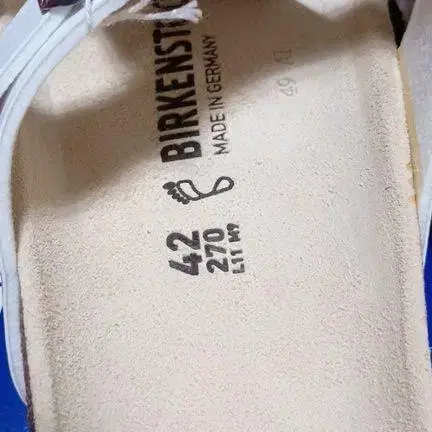 BIRKENST
MADE IN GERMANY
42
270
L11 M9